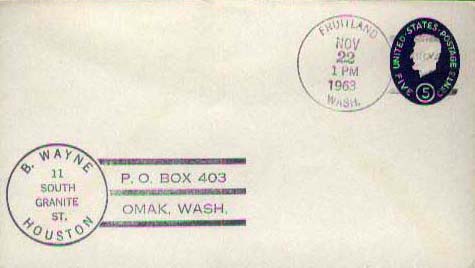 FRUITLAND
NOV
22
1 PM
1963
WASH.
UNITED · STATES · POSTAGE
FIVE 5 CENTS
B. WAYNE
11
SOUTH
GRANITE
ST.
HOUSTON
P. O. BOX 403
OMAK, WASH.